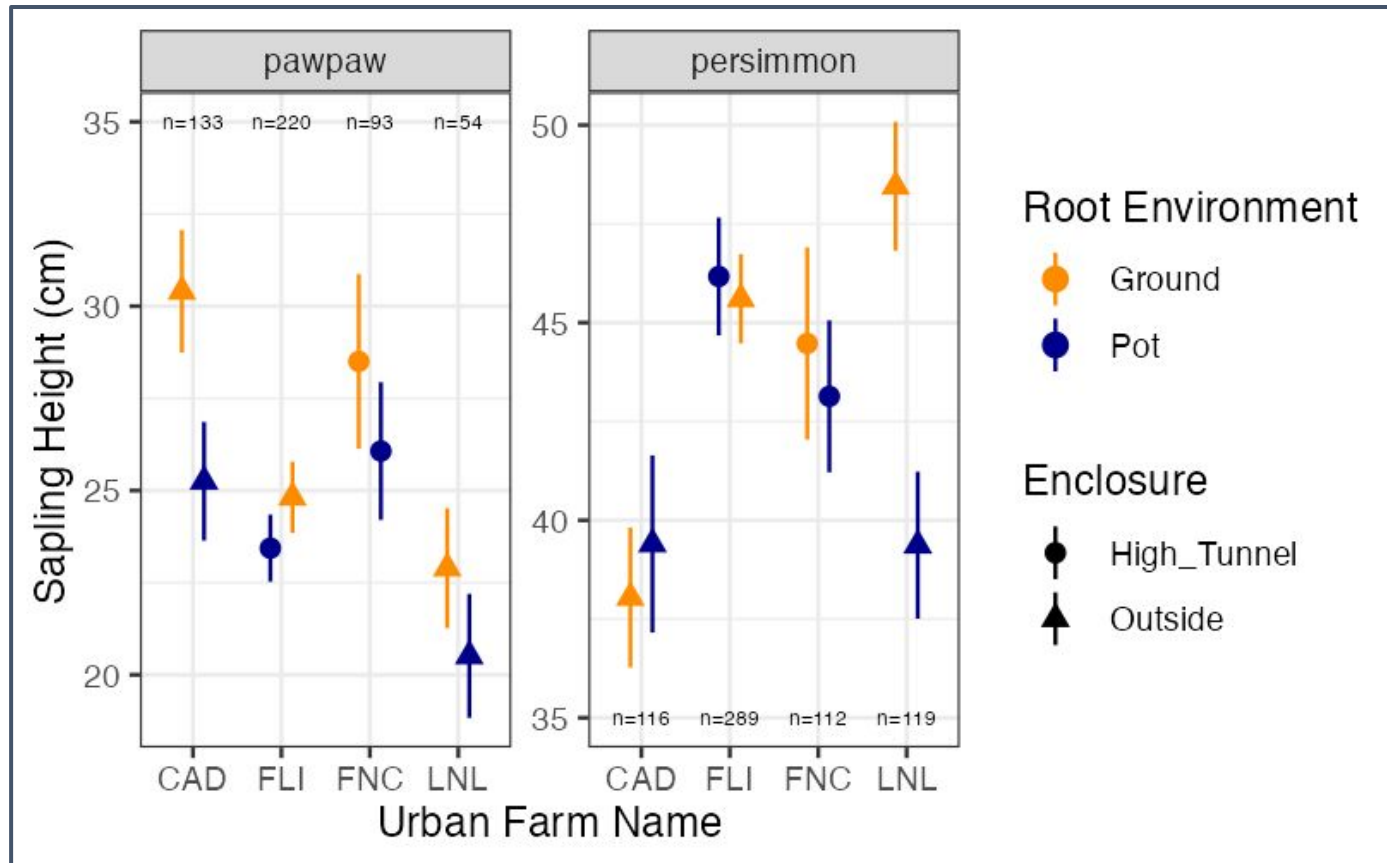 pawpaw
persimmon
35
n=133 n=220 n=93 n=54
30
25
20
Sapling Height (cm)
50
45
40
35
n=116 n=289 n=112 n=119
CAD FLI FNC LNL
CAD FLI FNC LNL
Urban Farm Name
Root Environment
Ground
Pot
Enclosure
High_Tunnel
Outside